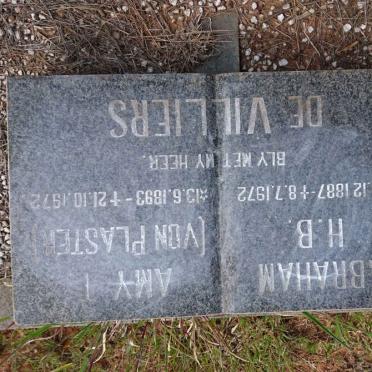 ABRAHAM
H.B.
12 1887-†8.7.1972
AMY I
(VON PLASTER)
☆13.6.1893 - †21.10.1972
BLY MET MY HEER.
DE VILLIERS